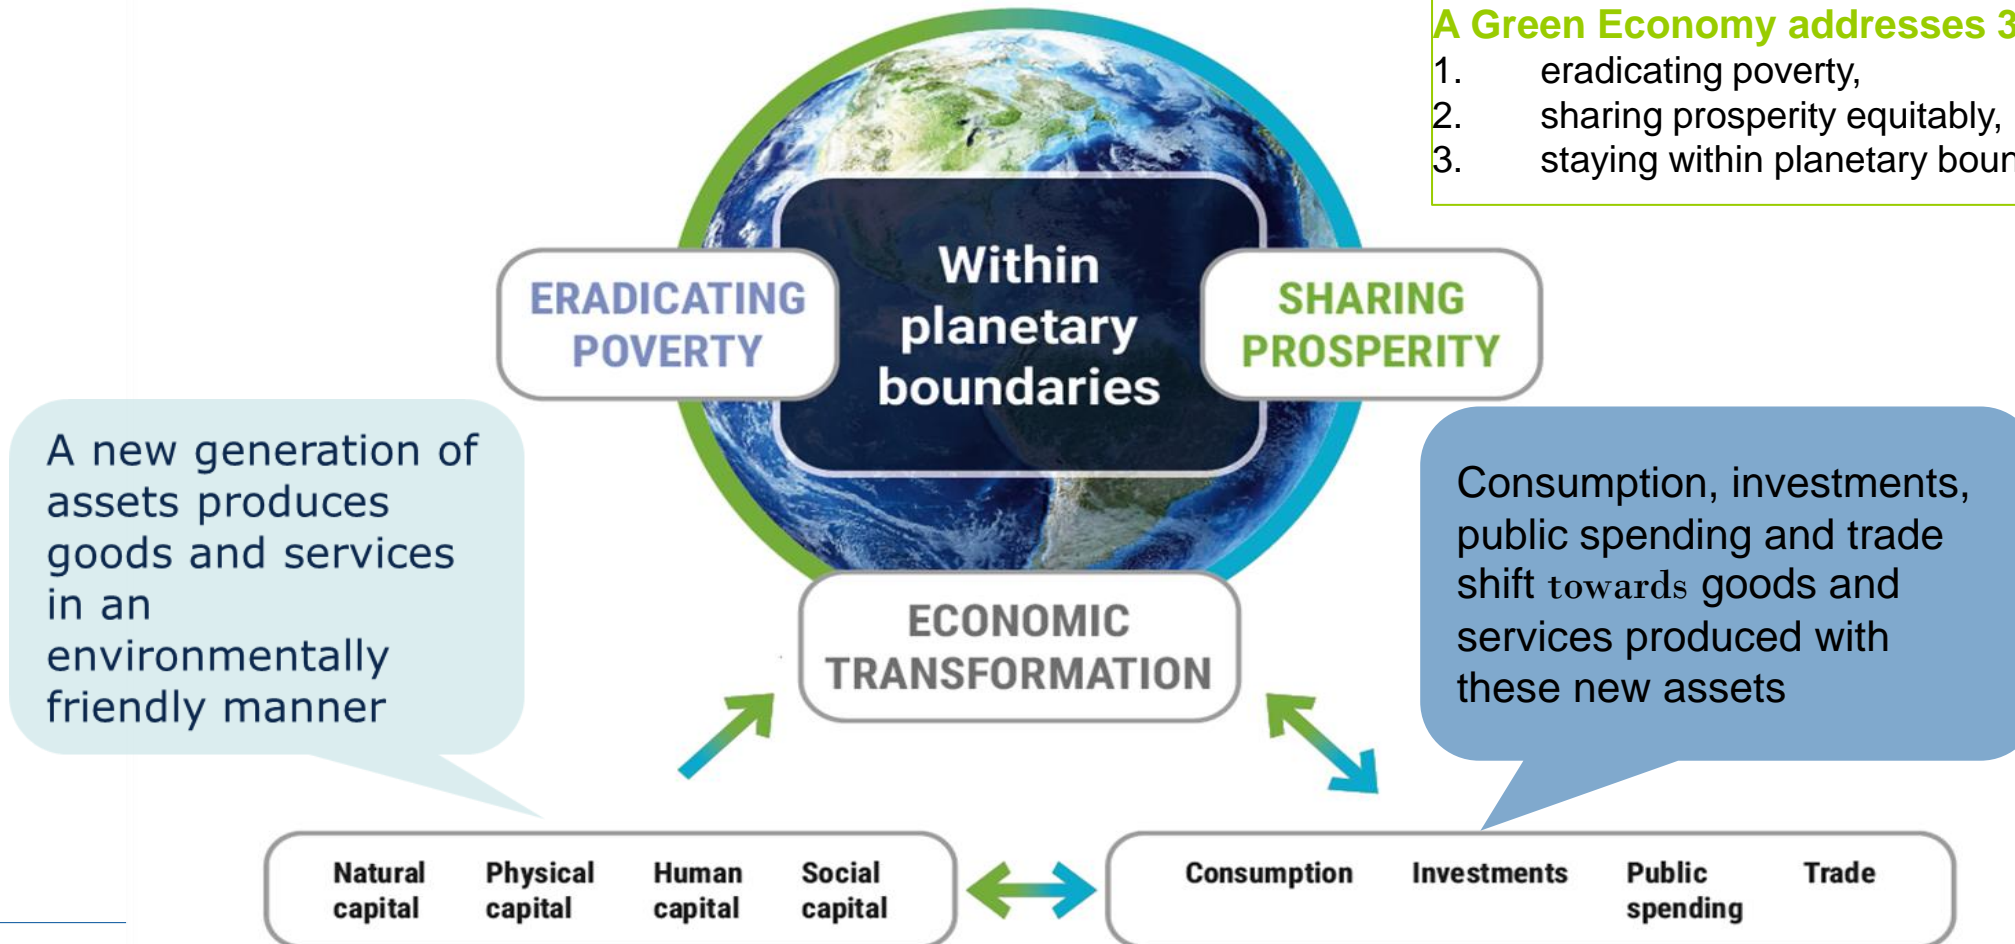 A Green Economy addresses 3
1. eradicating poverty,
2. sharing prosperity equitably,
3. staying within planetary boun
Within
planetary
boundaries
ERADICATING
POVERTY
SHARING
PROSPERITY
A new generation of
assets produces
goods and services
in an
environmentally
friendly manner
Consumption, investments,
public spending and trade
shift towards goods and
services produced with
these new assets
ECONOMIC
TRANSFORMATION
Natural
capital
Physical
capital
Human
capital
Social
capital
Consumption
Investments
Public
spending
Trade